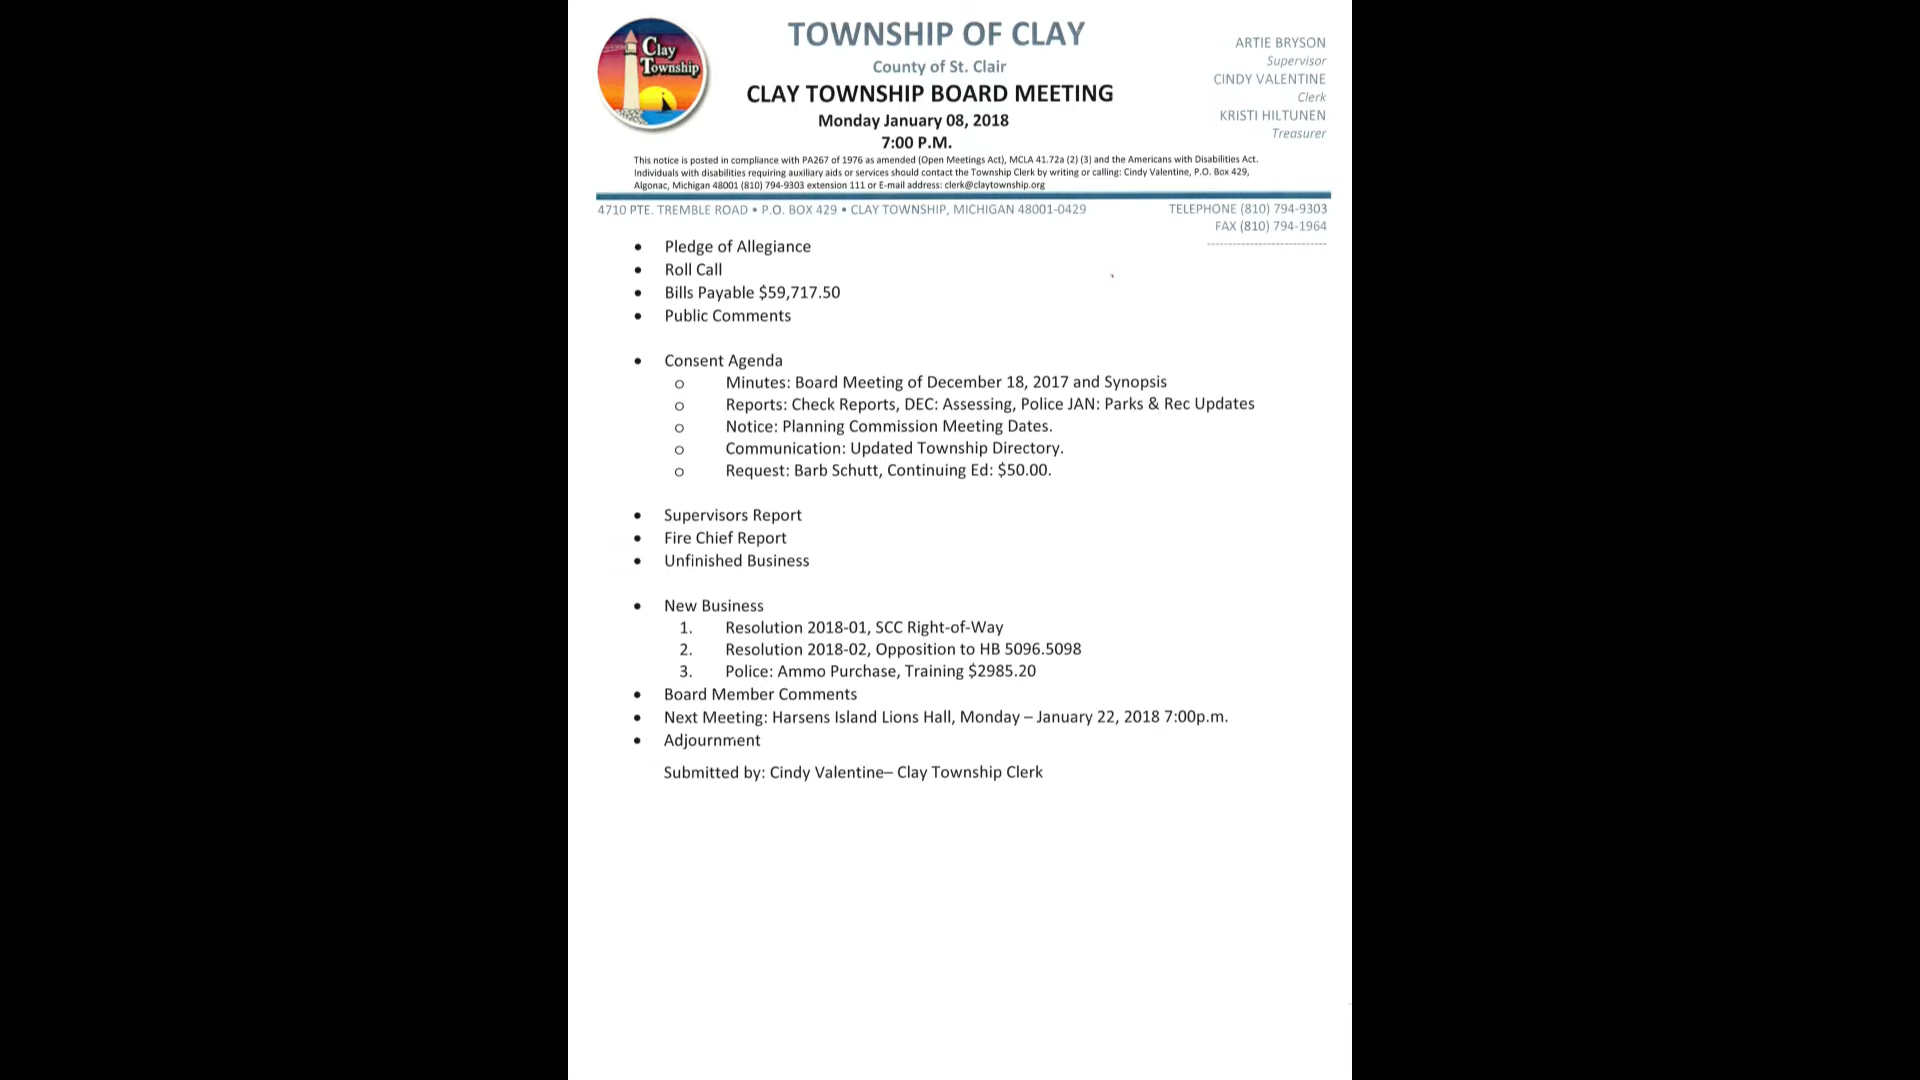 Clay
Township
TOWNSHIP OF CLAY
County of St. Clair
CLAY TOWNSHIP BOARD MEETING
Monday January 08, 2018
7:00 P.M.
ARTIE BRYSON
Supervisor
CINDY VALENTINE
Clerk
KRISTI HILTUNEN
Treasurer
This notice is posted in compliance with PA267 of 1976 as amended (Open Meetings Act), MCLA 41.72a (2) (3) and the Americans with Disabilities Act.
Individuals with disabilities requiring auxiliary aids or services should contact the Township Clerk by writing or calling: Cindy Valentine, P.O. Box 429,
Algonac, Michigan 48001 (810) 794-9303 extension 111 or E-mail address: clerk@claytownship.org
4710 PTE. TREMBLE ROAD • P.O. BOX 429 • CLAY TOWNSHIP, MICHIGAN 48001-0429
TELEPHONE (810) 794-9303
FAX (810) 794-1964
• Pledge of Allegiance
• Roll Call
• Bills Payable $59,717.50
• Public Comments
• Consent Agenda
o Minutes: Board Meeting of December 18, 2017 and Synopsis
o Reports: Check Reports, DEC: Assessing, Police JAN: Parks & Rec Updates
o Notice: Planning Commission Meeting Dates.
o Communication: Updated Township Directory.
o Request: Barb Schutt, Continuing Ed: $50.00.
• Supervisors Report
• Fire Chief Report
• Unfinished Business
• New Business
1. Resolution 2018-01, SCC Right-of-Way
2. Resolution 2018-02, Opposition to HB 5096.5098
3. Police: Ammo Purchase, Training $2985.20
• Board Member Comments
• Next Meeting: Harsens Island Lions Hall, Monday – January 22, 2018 7:00p.m.
• Adjournment
Submitted by: Cindy Valentine– Clay Township Clerk